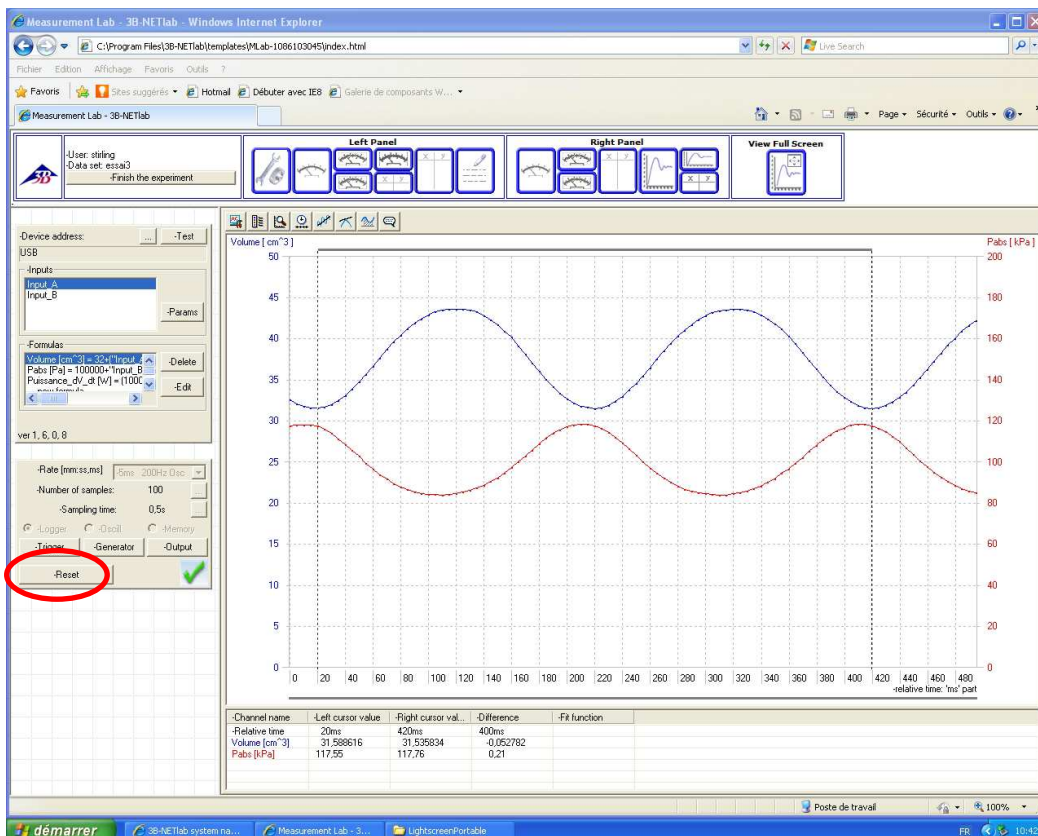 Measurement Lab - 3B-NETlab - Windows Internet Explorer
C:\Program Files\3B-NETlab\templates\MLab-1086103045\index.html
Live Search
Fichier Edition Affichage Favoris Outils ?
Favoris Sites suggérés Hotmail Débuter avec IE8 Galerie de composants W...
Measurement Lab - 3B-NETlab
Page Sécurité Outils
3B
-User: stirling
-Data set: essai3
-Finish the experiment
Left Panel
Right Panel
View Full Screen
-Device address:
...
-Test
USB
-Inputs
Input_A
Input_B
-Params
-Formulas
Volume [cm^3] = 32+("Input_
Pabs [Pa] = 100000+"Input_B
Puissance_dV_dt [W] = (100
-Delete
-Edit
ver 1, 6, 0, 8
-Rate [mm:ss,ms]
-5ms 200Hz Osc
-Number of samples: 100
-Sampling time: 0,5s
-Logger -Oscill -Memory
-Trigger -Generator -Output
-Reset
Volume [ cm^3 ]
Pabs [ kPa ]
50
45
40
35
30
25
20
15
10
5
0
200
180
160
140
120
100
80
60
40
20
0
0 20 40 60 80 100 120 140 160 180 200 220 240 260 280 300 320 340 360 380 400 420 440 460 480
-relative time: 'ms' part
-Channel name -Left cursor value -Right cursor val... -Difference -Fit function
-Relative time 20ms 420ms 400ms
Volume [cm^3] 31,588616 31,535834 -0,052782
Pabs [kPa] 117,55 117,76 0,21
Poste de travail
100%
démarrer
3B-NETlab system na...
Measurement Lab - 3...
LightscreenPortable
FR
10:42